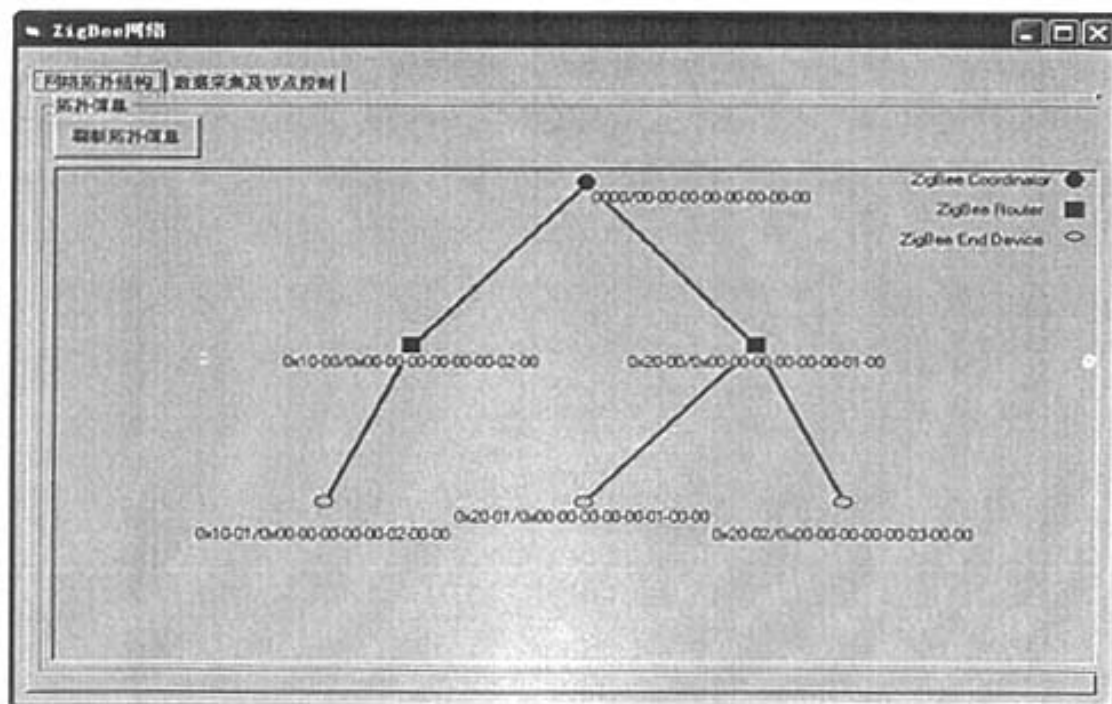 ZigBee网络
网络拓扑结构 数据采集及节点控制
拓扑信息
刷新拓扑信息
ZigBee Coordinator
0000/00-00-00-00-00-00-00-00
ZigBee Router
ZigBee End Device
0x10-00/0x00-00-00-00-00-00-02-00
0x20-00/0x00-00-00-00-00-00-01-00
0x10-01/0x00-00-00-00-00-02-00-00
0x20-01/0x00-00-00-00-00-01-00-00
0x20-02/0x00-00-00-00-00-03-00-00